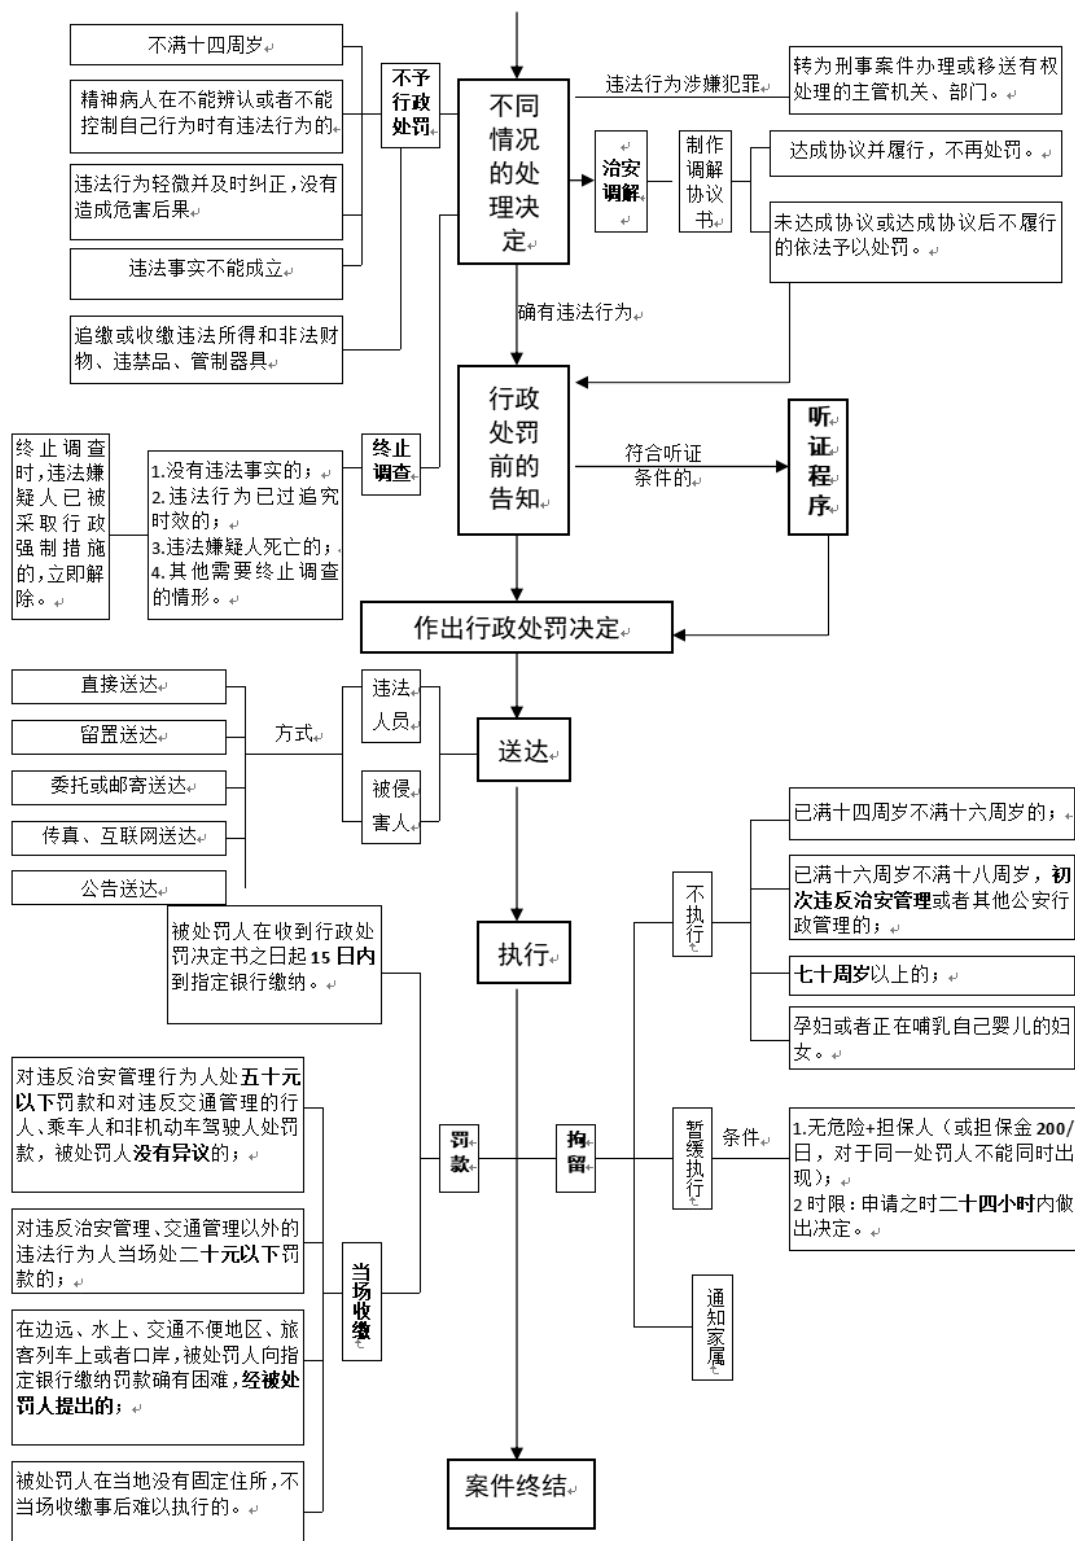 不满十四周岁
精神病人在不能辨认或者不能
控制自己行为时有违法行为的
违法行为轻微并及时纠正，没有
造成危害后果
违法事实不能成立
追缴或收缴违法所得和非法财
物、违禁品、管制器具
不予
行政
处罚
不同
情况
的处
理决
定
违法行为涉嫌犯罪
转为刑事案件办理或移送有权
处理的主管机关、部门。
治安
调解
制作
调解
协议
书
达成协议并履行，不再处罚。
未达成协议或达成协议后不履行
的依法予以处罚。
确有违法行为
行政
处罚
前的
告知
符合听证
条件的
听
证
程
序
终止
调查
1.没有违法事实的；
2.违法行为已过追究
时效的；
3.违法嫌疑人死亡的；
4.其他需要终止调查
的情形。
终止调查
时，违法嫌
疑人已被
采取行政
强制措施
的，立即解
除。
作出行政处罚决定
直接送达
留置送达
委托或邮寄送达
传真、互联网送达
公告送达
方式
违法
人员
被侵
害人
送达
执行
被处罚人在收到行政处
罚决定书之日起 15 日内
到指定银行缴纳。
不
执
行
已满十四周岁不满十六周岁的；
已满十六周岁不满十八周岁，初
次违反治安管理或者其他公安行
政管理的；
七十周岁以上的；
孕妇或者正在哺乳自己婴儿的妇
女。
对违反治安管理行为人处五十元
以下罚款和对违反交通管理的行
人、乘车人和非机动车驾驶人处罚
款，被处罚人没有异议的；
对违反治安管理、交通管理以外的
违法行为人当场处二十元以下罚
款的；
在边远、水上、交通不便地区、旅
客列车上或者口岸，被处罚人向指
定银行缴纳罚款确有困难，经被处
罚人提出的；
被处罚人在当地没有固定住所，不
当场收缴事后难以执行的。
当
场
收
缴
罚
款
拘
留
暂
缓
执
行
条件
1.无危险+担保人（或担保金 200/
日，对于同一处罚人不能同时出
现）；
2 时限：申请之时二十四小时内做
出决定。
通
知
家
属
案件终结